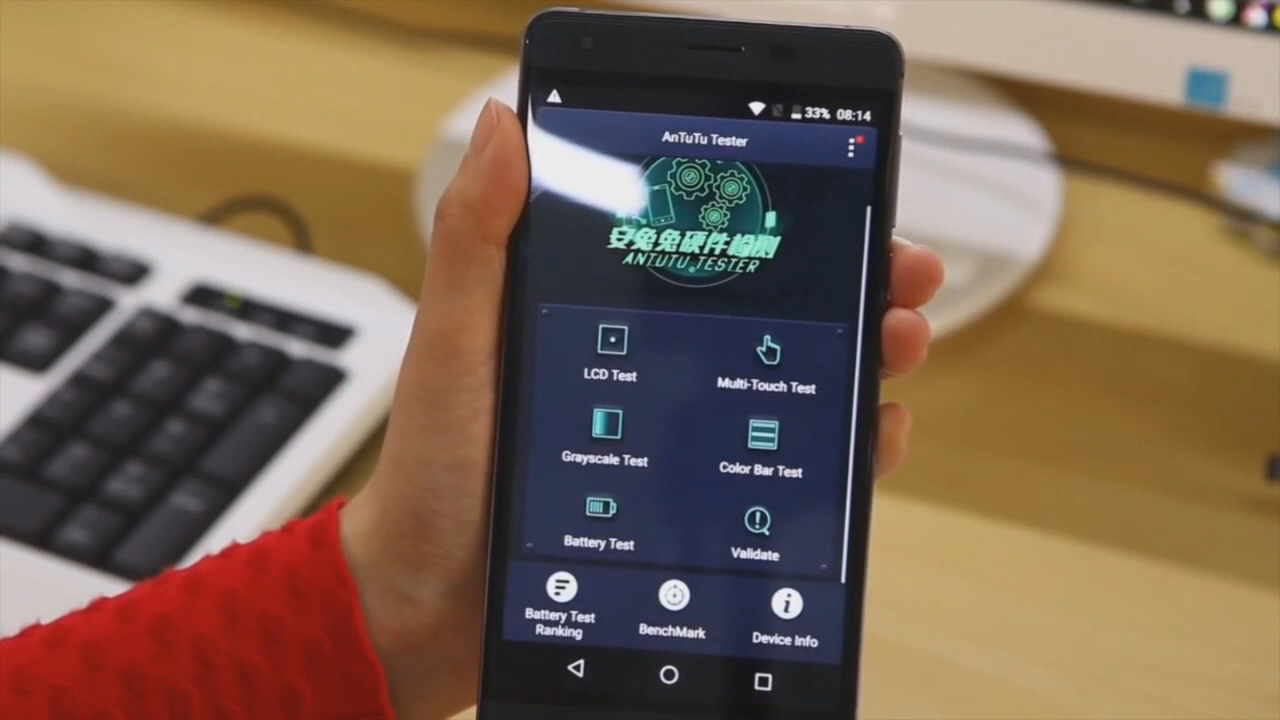 33% 08:14
AnTuTu Tester
安兔兔硬件检测
ANTUTU TESTER
LCD Test
Multi-Touch Test
Grayscale Test
Color Bar Test
Battery Test
Validate
Battery Test
Ranking
BenchMark
Device Info